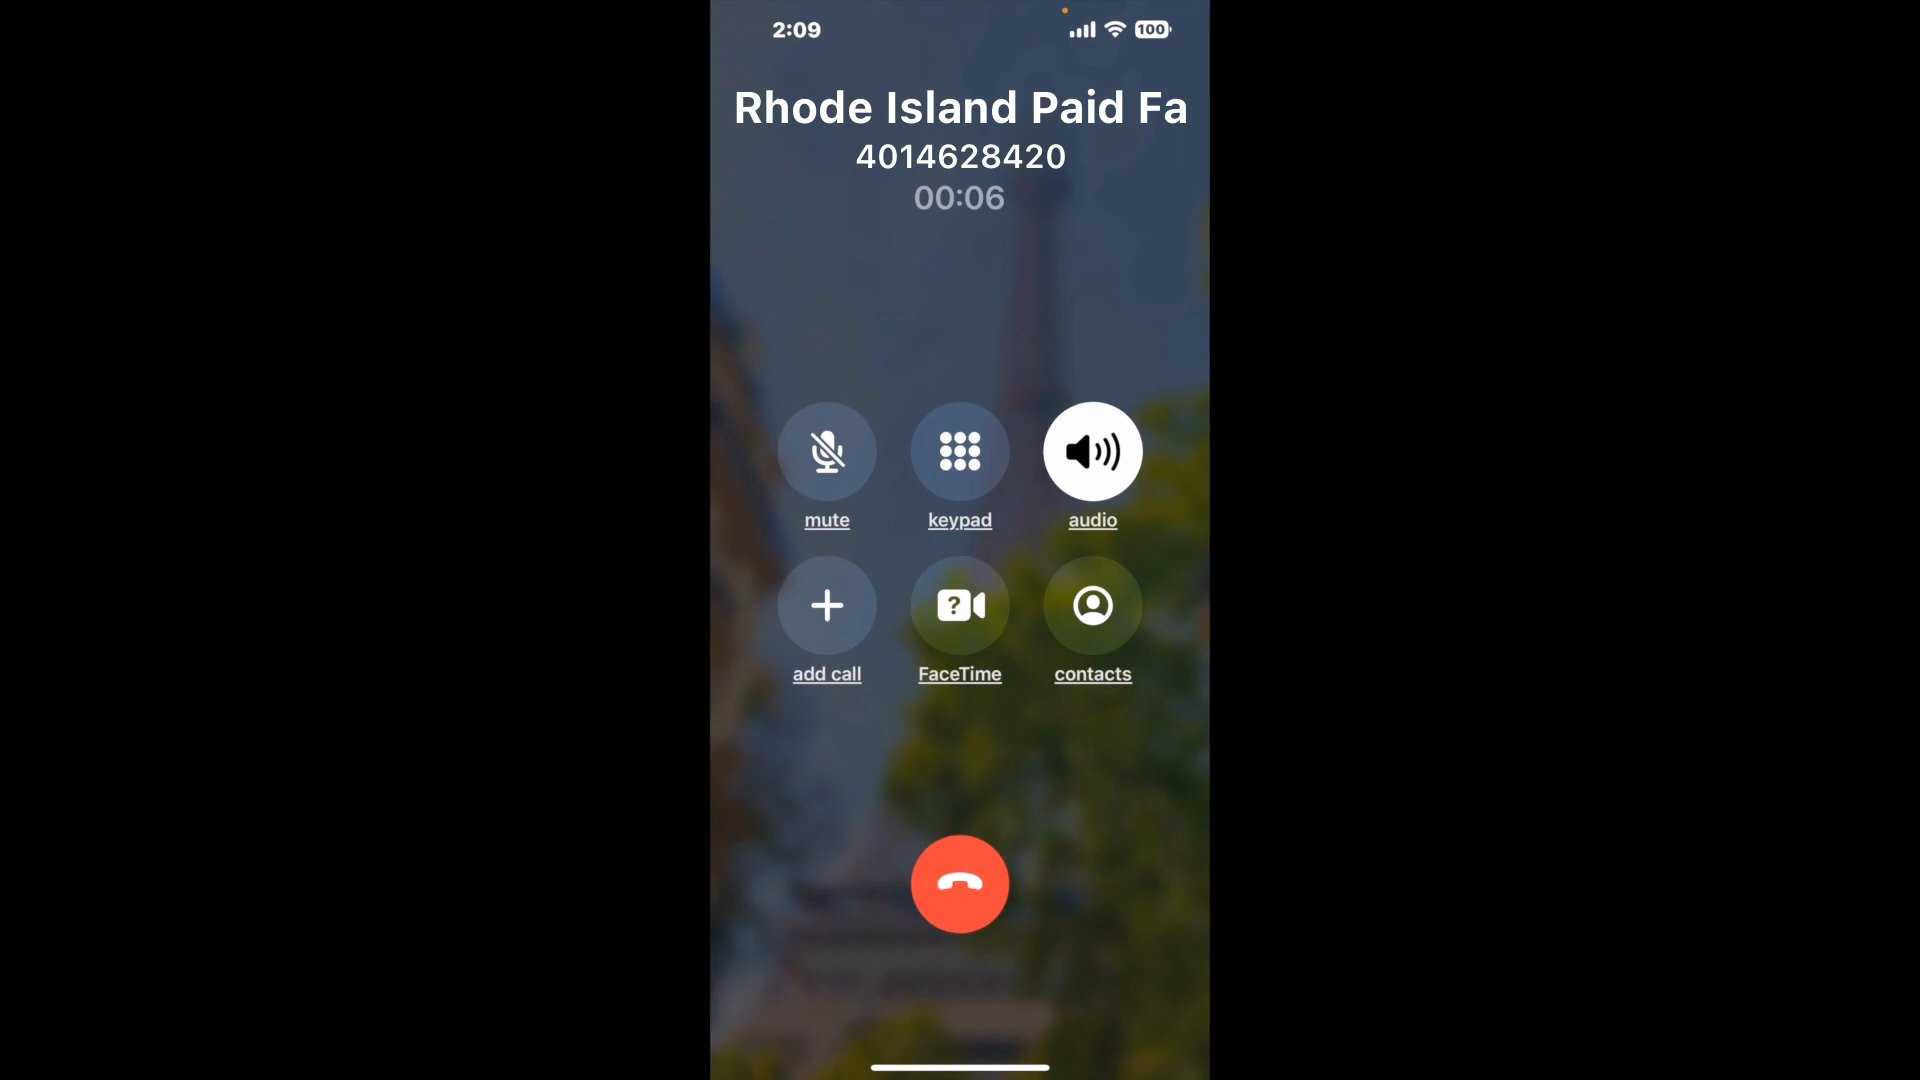 2:09
100
Rhode Island Paid Fa
4014628420
00:06
mute
keypad
audio
?
add call
FaceTime
contacts